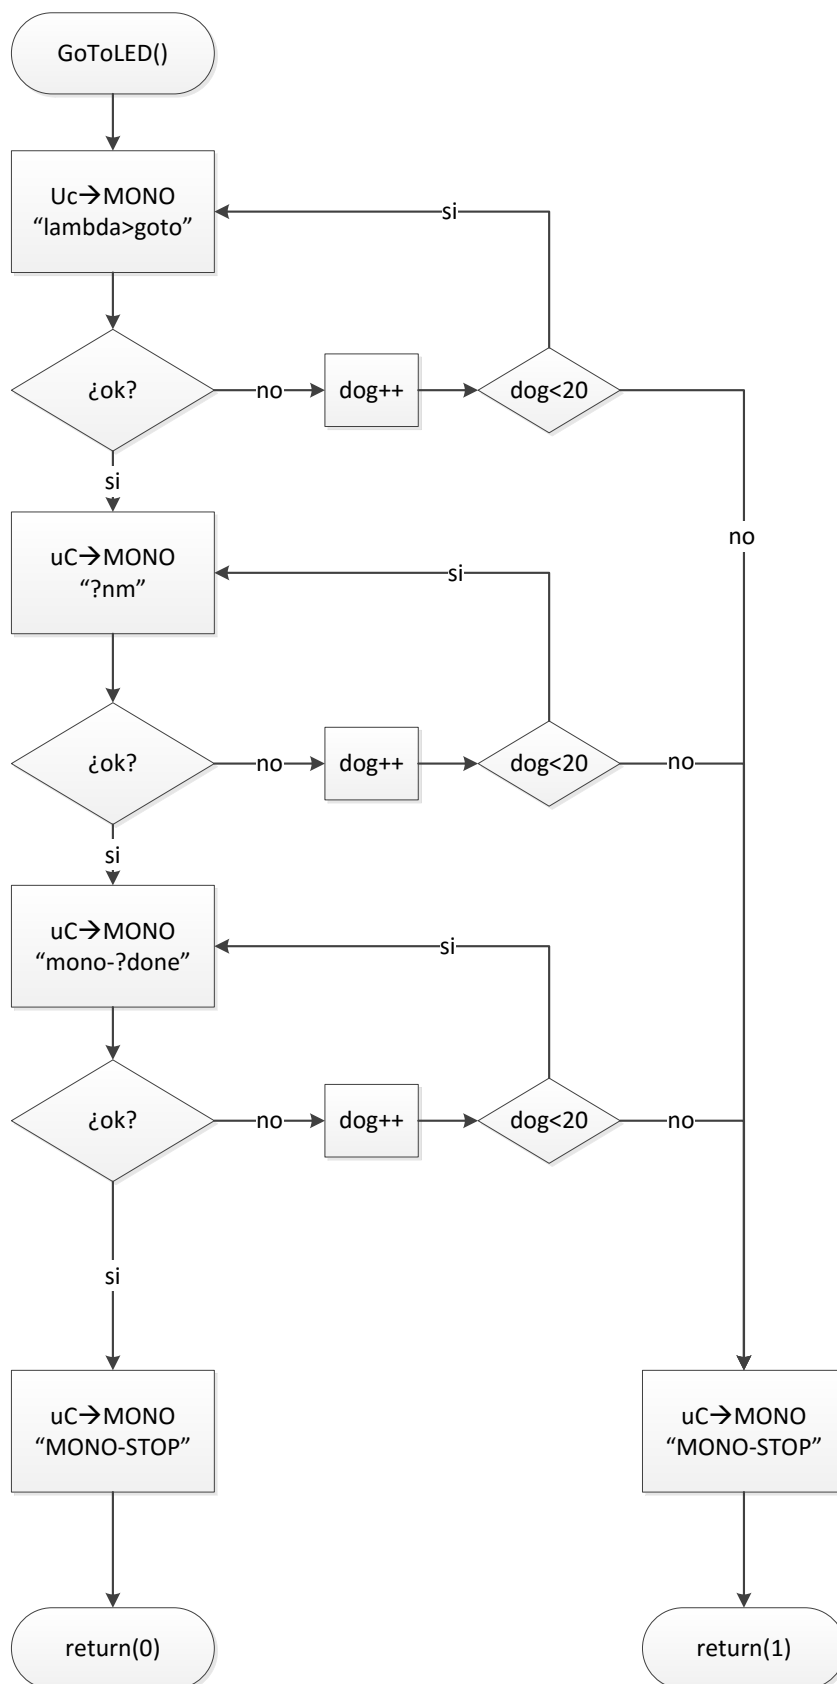 GoToLED()
Uc→MONO
“lambda>goto”
si
¿ok?
no
dog++
dog<20
si
no
uC→MONO
“?nm”
si
¿ok?
no
dog++
dog<20
no
si
uC→MONO
“mono-?done”
si
¿ok?
no
dog++
dog<20
no
si
uC→MONO
“MONO-STOP”
uC→MONO
“MONO-STOP”
return(0)
return(1)